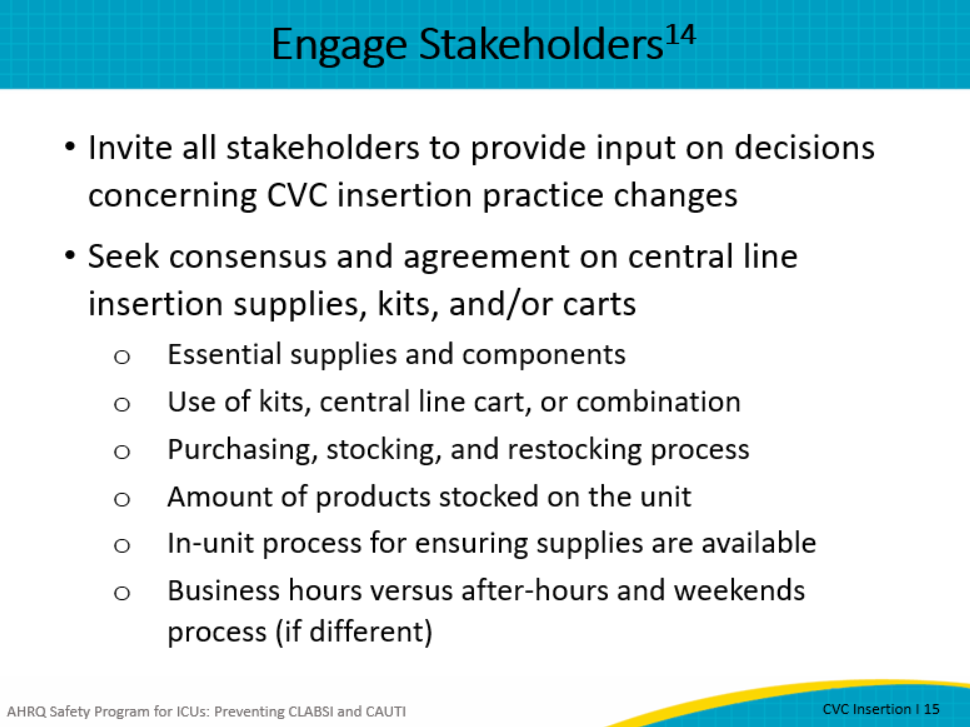 Engage Stakeholders¹⁴
• Invite all stakeholders to provide input on decisions
concerning CVC insertion practice changes
• Seek consensus and agreement on central line
insertion supplies, kits, and/or carts
o Essential supplies and components
o Use of kits, central line cart, or combination
o Purchasing, stocking, and restocking process
o Amount of products stocked on the unit
o In-unit process for ensuring supplies are available
o Business hours versus after-hours and weekends
process (if different)
AHRQ Safety Program for ICUs: Preventing CLABSI and CAUTI
CVC Insertion I 15